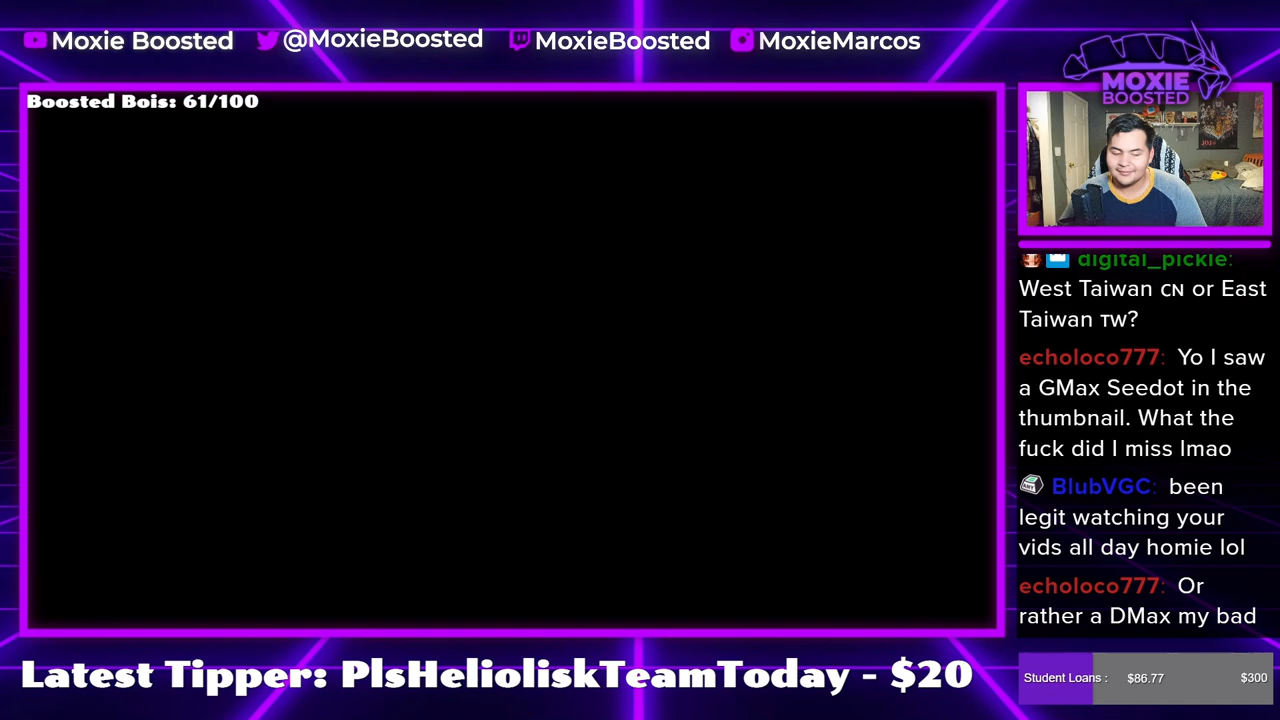 Moxie Boosted @MoxieBoosted MoxieBoosted MoxieMarcos
MOXIE
BOOSTED
Boosted Bois: 61/100
digital_pickle:
West Taiwan CN or East
Taiwan TW?
echoloco777: Yo I saw
a GMax Seedot in the
thumbnail. What the
fuck did I miss lmao
BlubVGC: been
legit watching your
vids all day homie lol
echoloco777: Or
rather a DMax my bad
Latest Tipper: PlsHelioliskTeamToday - $20
Student Loans : $86.77 $300